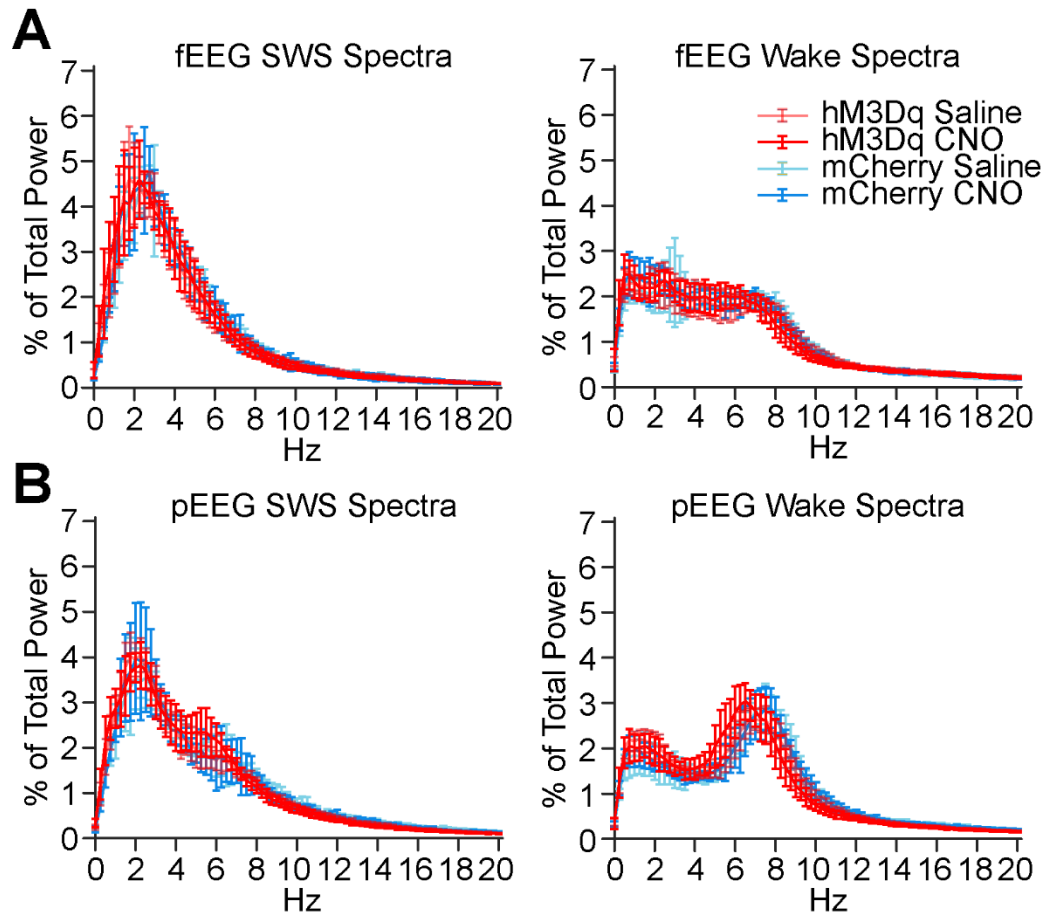 A
fEEG SWS Spectra
% of Total Power
7
6
5
4
3
2
1
0
0 2 4 6 8 10 12 14 16 18 20
Hz
fEEG Wake Spectra
hM3Dq Saline
hM3Dq CNO
mCherry Saline
mCherry CNO
% of Total Power
7
6
5
4
3
2
1
0
0 2 4 6 8 10 12 14 16 18 20
Hz
B
pEEG SWS Spectra
% of Total Power
7
6
5
4
3
2
1
0
0 2 4 6 8 10 12 14 16 18 20
Hz
pEEG Wake Spectra
% of Total Power
7
6
5
4
3
2
1
0
0 2 4 6 8 10 12 14 16 18 20
Hz